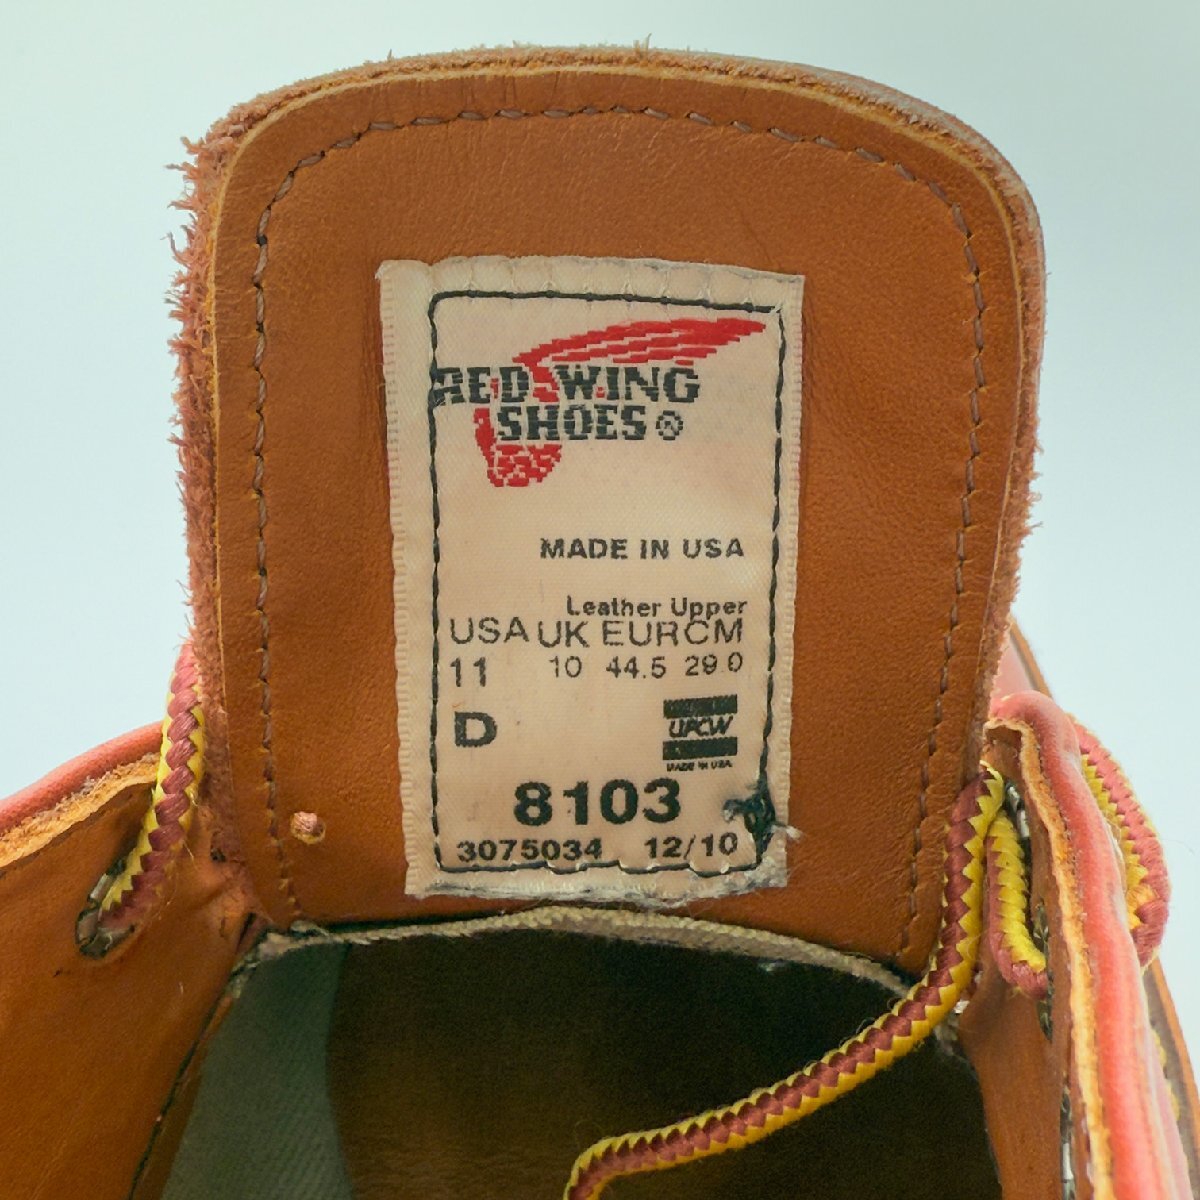 RED WING
SHOES ®
MADE IN USA
Leather Upper
USA UK EUR CM
11 10 44.5 29.0
D
UFCW
MADE IN USA
8103
3075034 12/10